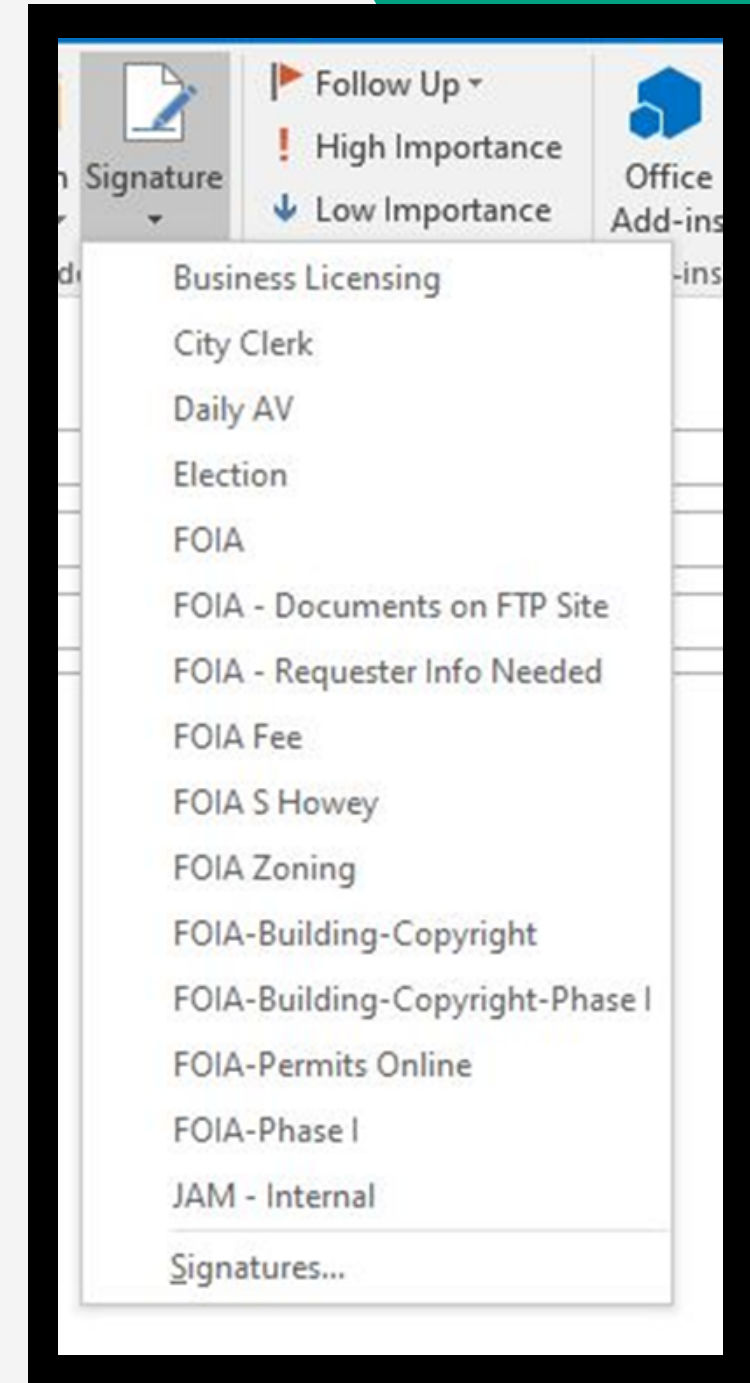 Signature
Follow Up
High Importance
Low Importance
Office
Add-ins
-ins
Business Licensing
City Clerk
Daily AV
Election
FOIA
FOIA - Documents on FTP Site
FOIA - Requester Info Needed
FOIA Fee
FOIA S Howey
FOIA Zoning
FOIA-Building-Copyright
FOIA-Building-Copyright-Phase I
FOIA-Permits Online
FOIA-Phase I
JAM - Internal
Signatures...